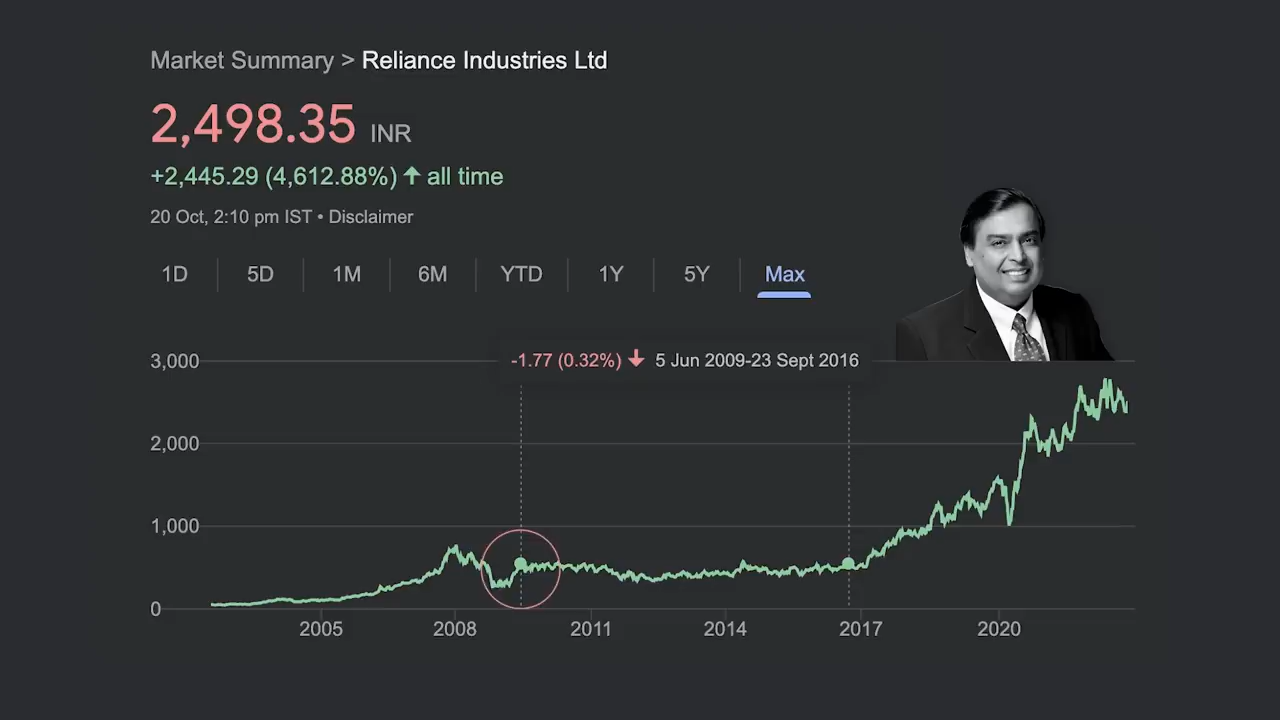 Market Summary > Reliance Industries Ltd
2,498.35 INR
+2,445.29 (4,612.88%) ↑ all time
20 Oct, 2:10 pm IST • Disclaimer
1D 5D 1M 6M YTD 1Y 5Y Max
-1.77 (0.32%) ↓ 5 Jun 2009-23 Sept 2016
3,000
2,000
1,000
0
2005 2008 2011 2014 2017 2020